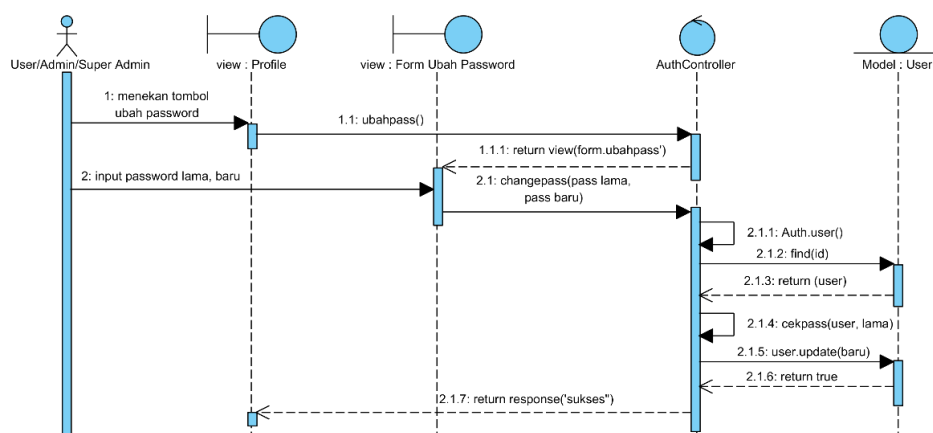 User/Admin/Super Admin
view : Profile
view : Form Ubah Password
AuthController
Model : User
1: menekan tombol
ubah password
1.1: ubahpass()
1.1.1: return view(form.ubahpass')
2: input password lama, baru
2.1: changepass(pass lama,
pass baru)
2.1.1: Auth.user()
2.1.2: find(id)
2.1.3: return (user)
2.1.4: cekpass(user, lama)
2.1.5: user.update(baru)
2.1.6: return true
2.1.7: return response('sukses")